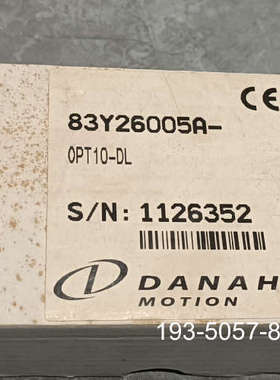 CE
83Y26005A-
OPT10-DL
S/N: 1126352
DANAH
MOTION
193-5057-8